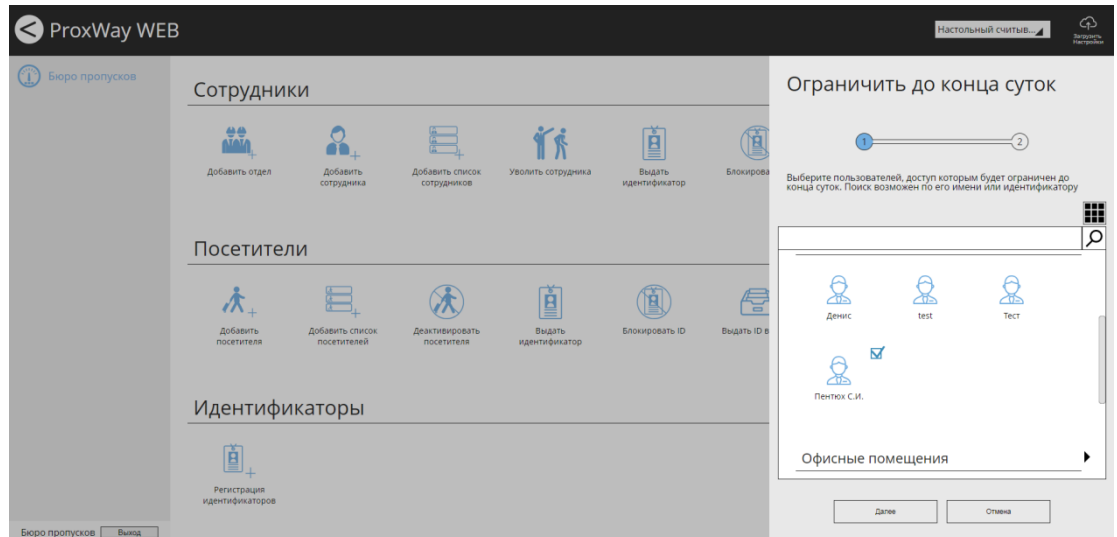 ProxWay WEB
Настольный считыв...
Загрузить
Настройки
Бюро пропусков
Сотрудники
Добавить отдел
Добавить
сотрудника
Добавить список
сотрудников
Уволить сотрудника
Выдать
идентификатор
Блокирова
Посетители
Добавить
посетителя
Добавить список
посетителей
Деактивировать
посетителя
Выдать
идентификатор
Блокировать ID
Выдать ID в
Идентификаторы
Регистрация
идентификаторов
Бюро пропусков
Выход
Ограничить до конца суток
1
2
Выберите пользователей, доступ которым будет ограничен до
конца суток. Поиск возможен по его имени или идентификатору
Денис
test
Тест
Пентюх С.И.
Офисные помещения
Далее
Отмена